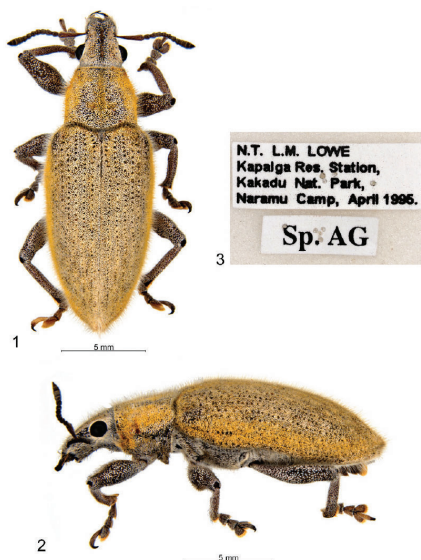 1
5 mm
N.T. L.M. LOWE
Kapalga Res. Station,
Kakadu Nat. Park,
Naramu Camp, April 1995.
Sp. AG
3
2
5 mm